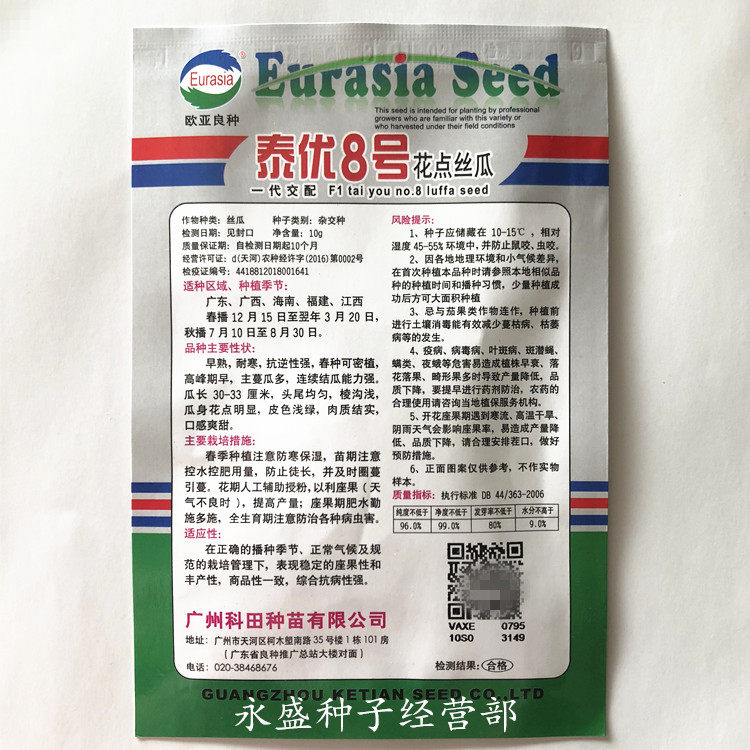 Eurasia
®
欧亚良种
Eurasia Seed
This seed is intended for planting by professional
growers who are familiar with this variety or
who harvested under their field conditions
泰优8号花点丝瓜
一代交配 F1 tai you no.8 luffa seed
作物种类：丝瓜 种子类别：杂交种
检测日期：见封口 净含量：10g
质量保证期：自检测日期起10个月
经营许可证：d(天河)农种经许字(2016)第0002号
检疫证编号：4418812018001641
适种区域、种植季节：
广东、广西、海南、福建、江西
春播12月15日至翌年3月20日，
秋播7月10日至8月30日。
品种主要性状：
早熟，耐寒，抗逆性强，春种可密植，
高峰期早，主蔓瓜多，连续结瓜能力强。
瓜长30-33厘米，头尾均匀，棱沟浅，
瓜身花点明显，皮色浅绿，肉质结实，
口感爽甜。
主要栽培措施：
春季种植注意防寒保湿，苗期注意
控水控肥用量，防止徒长，并及时圈蔓
引蔓。花期人工辅助授粉，以利座果（天
气不良时），提高产量；座果期肥水勤
施多施，全生育期注意防治各种病虫害。
适应性：
在正确的播种季节、正常气候及规
范的栽培管理下，表现稳定的座果性和
丰产性，商品性一致，综合抗病性强。
风险提示：
1、种子应储藏在10-15℃，相对
湿度45-55%环境中，并防止鼠咬、虫咬。
2、因各地地理环境和小气候差异，
在首次种植本品种时请参照本地相似品
种的种植时间和播种习惯，少量种植成
功后方可大面积种植
3、忌与茄果类作物连作，种植前
进行土壤消毒能有效减少蔓枯病、枯萎
病等的发生。
4、疫病、病毒病、叶斑病、斑潜蝇、
螨类、夜蛾等危害易造成植株早衰、落
花落果、畸形果多时导致产量降低，品
质下降，要提早进行药剂防治，农药的
合理使用请咨询当地植保服务机构。
5、开花座果期遇到寒流、高温干旱、
阴雨天气会影响座果率，易造成产量降
低、品质下降，请合理安排茬口，做好
预防措施。
6、正面图案仅供参考，不作实物
样本。
质量指标：执行标准 DB 44/363-2006
纯度不低于 净度不低于 发芽率不低于 水分不高于
96.0% 99.0% 80% 9.0%
VAXE 0795
10S0 3149
检测结果：合格
广州科田种苗有限公司
地址：广州市天河区柯木塱南路35号楼1栋101房
（广东省良种推广总站大楼对面）
电话：020-38468676
GUANGZHOU KETIAN SEED CO.,LTD
永盛种子经营部